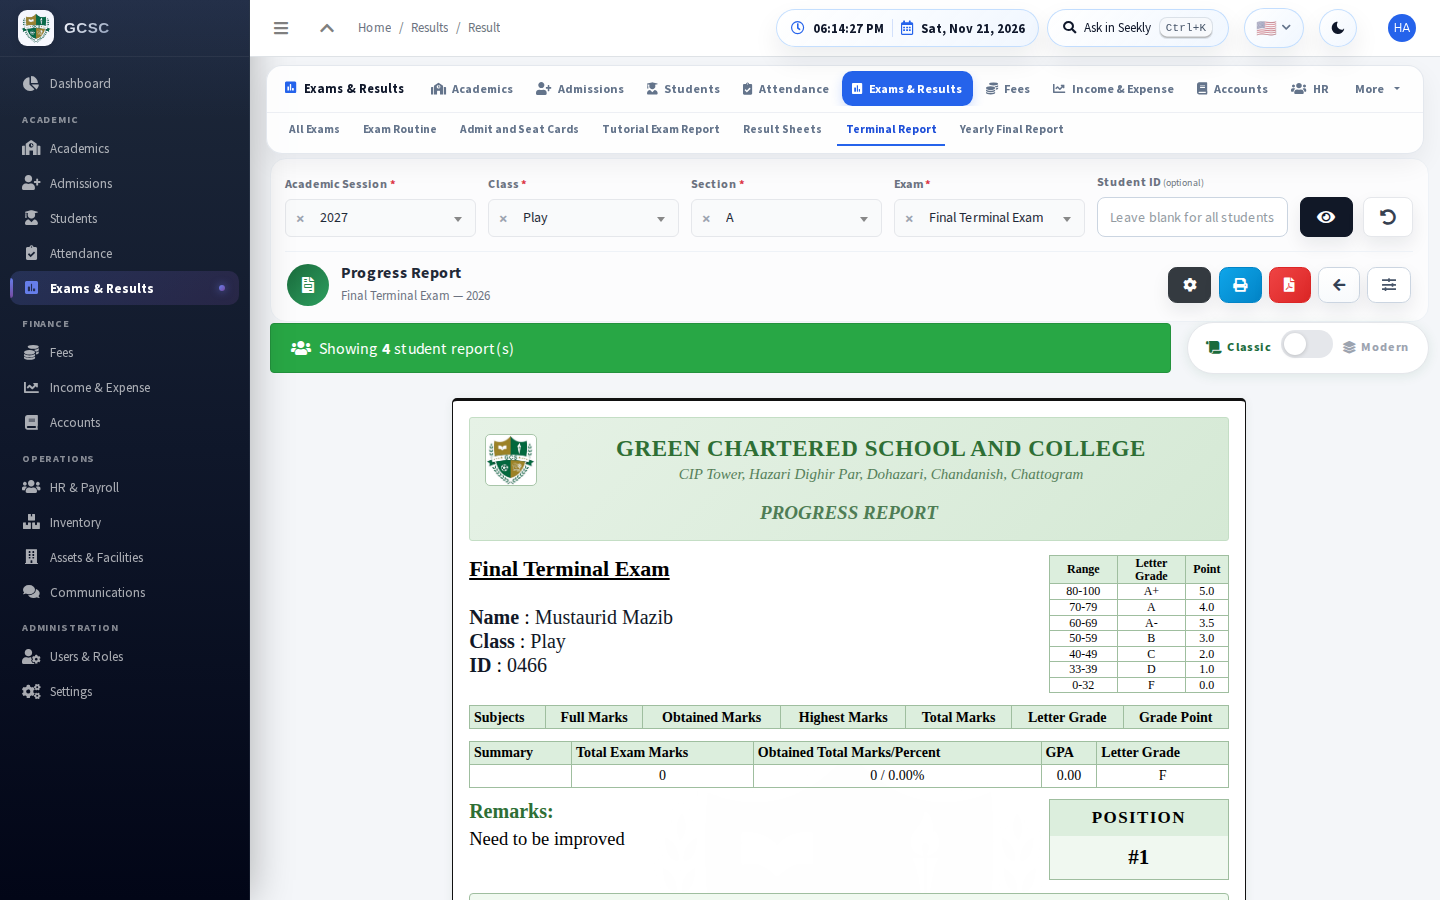 GCSC
Home / Results / Result
06:14:27 PM
Sat, Nov 21, 2026
Ask in Seekly
Ctrl+K
HA
Dashboard
ACADEMIC
Academics
Admissions
Students
Attendance
Exams & Results
FINANCE
Fees
Income & Expense
Accounts
OPERATIONS
HR & Payroll
Inventory
Assets & Facilities
Communications
ADMINISTRATION
Users & Roles
Settings
Exams & Results
Academics
Admissions
Students
Attendance
Exams & Results
Fees
Income & Expense
Accounts
HR
More
All Exams
Exam Routine
Admit and Seat Cards
Tutorial Exam Report
Result Sheets
Terminal Report
Yearly Final Report
Academic Session *
Class *
Section *
Exam *
Student ID (optional)
× 2027
× Play
× A
× Final Terminal Exam
Leave blank for all students
Progress Report
Final Terminal Exam — 2026
Showing 4 student report(s)
Classic
Modern
GREEN CHARTERED SCHOOL AND COLLEGE
CIP Tower, Hazari Dighir Par, Dohazari, Chandanish, Chattogram
PROGRESS REPORT
Final Terminal Exam
Name : Mustaurid Mazib
Class : Play
ID : 0466
Range Letter Grade Point
80-100 A+ 5.0
70-79 A 4.0
60-69 A- 3.5
50-59 B 3.0
40-49 C 2.0
33-39 D 1.0
0-32 F 0.0
Subjects Full Marks Obtained Marks Highest Marks Total Marks Letter Grade Grade Point
Summary Total Exam Marks Obtained Total Marks/Percent GPA Letter Grade
0 0 / 0.00% 0.00 F
Remarks:
Need to be improved
POSITION
#1